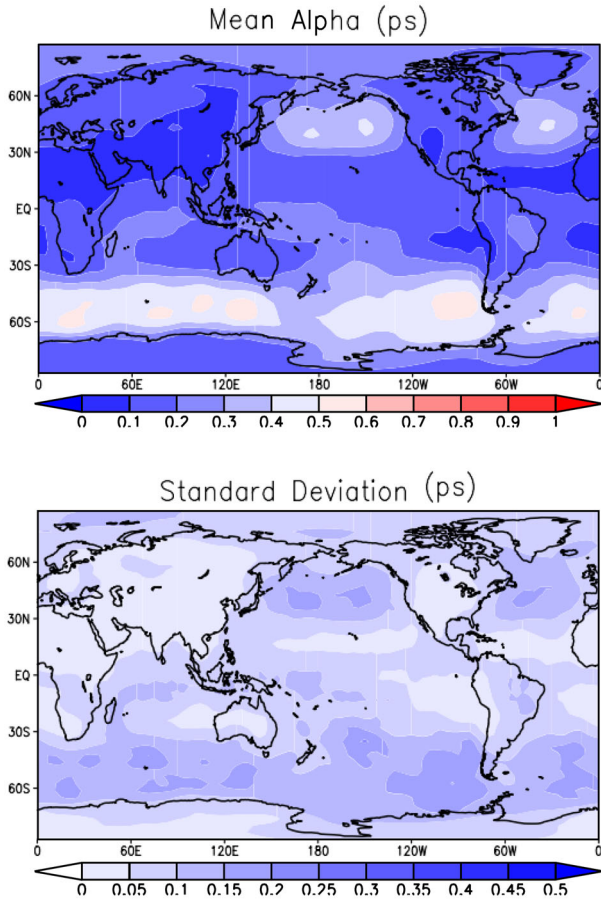 Mean Alpha (ps)
60N
30N
EQ
30S
60S
0 60E 120E 180 120W 60W 0
0 0.1 0.2 0.3 0.4 0.5 0.6 0.7 0.8 0.9 1
Standard Deviation (ps)
60N
30N
EQ
30S
60S
0 60E 120E 180 120W 60W 0
0 0.05 0.1 0.15 0.2 0.25 0.3 0.35 0.4 0.45 0.5